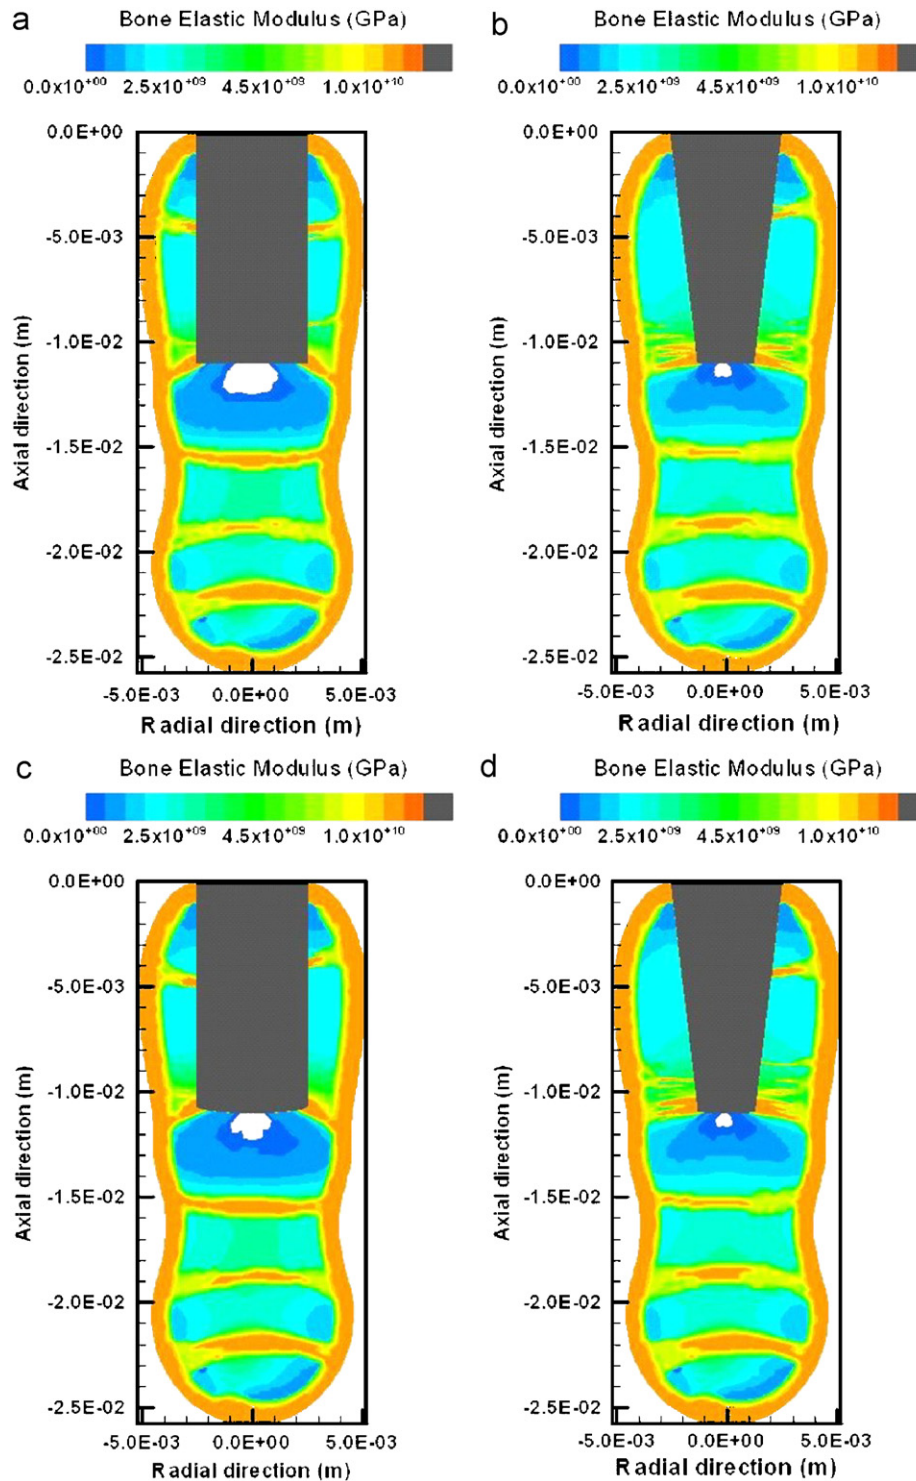 a
Bone Elastic Modulus (GPa)
0.0x10⁺⁰⁰ 2.5x10⁺⁰⁹ 4.5x10⁺⁰⁹ 1.0x10⁺¹⁰
0.0E+00
-5.0E-03
-1.0E-02
-1.5E-02
-2.0E-02
-2.5E-02
Axial direction (m)
-5.0E-03 0.0E+00 5.0E-03
Radial direction (m)
b
Bone Elastic Modulus (GPa)
0.0x10⁺⁰⁰ 2.5x10⁺⁰⁹ 4.5x10⁺⁰⁹ 1.0x10⁺¹⁰
0.0E+00
-5.0E-03
-1.0E-02
-1.5E-02
-2.0E-02
-2.5E-02
Axial direction (m)
-5.0E-03 0.0E+00 5.0E-03
Radial direction (m)
c
Bone Elastic Modulus (GPa)
0.0x10⁺⁰⁰ 2.5x10⁺⁰⁹ 4.5x10⁺⁰⁹ 1.0x10⁺¹⁰
0.0E+00
-5.0E-03
-1.0E-02
-1.5E-02
-2.0E-02
-2.5E-02
Axial direction (m)
-5.0E-03 0.0E+00 5.0E-03
Radial direction (m)
d
Bone Elastic Modulus (GPa)
0.0x10⁺⁰⁰ 2.5x10⁺⁰⁹ 4.5x10⁺⁰⁹ 1.0x10⁺¹⁰
0.0E+00
-5.0E-03
-1.0E-02
-1.5E-02
-2.0E-02
-2.5E-02
Axial direction (m)
-5.0E-03 0.0E+00 5.0E-03
Radial direction (m)